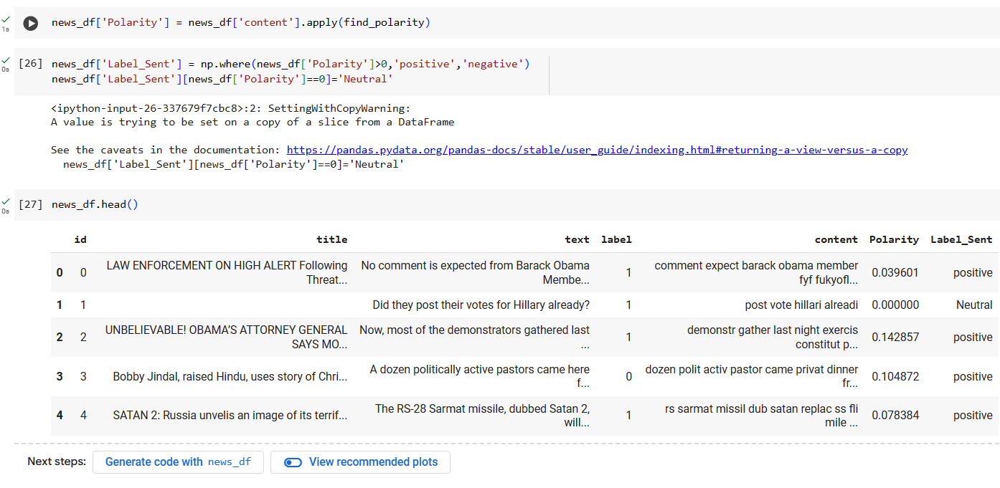 news_df['Polarity'] = news_df['content'].apply(find_polarity)
1s
[26] news_df['Label_Sent'] = np.where(news_df['Polarity']>0,'positive','negative')
0s
news_df['Label_Sent'][news_df['Polarity']==0]='Neutral'
<ipython-input-26-337679f7cbc8>:2: SettingWithCopyWarning:
A value is trying to be set on a copy of a slice from a DataFrame
See the caveats in the documentation: https://pandas.pydata.org/pandas-docs/stable/user_guide/indexing.html#returning-a-view-versus-a-copy
news_df['Label_Sent'][news_df['Polarity']==0]='Neutral'
[27] news_df.head()
0s
id title text label content Polarity Label_Sent
0 0 LAW ENFORCEMENT ON HIGH ALERT Following Threat... No comment is expected from Barack Obama Membe... 1 comment expect barack obama member fyf fukyofl... 0.039601 positive
1 1 Did they post their votes for Hillary already? 1 post vote hillari alreadi 0.000000 Neutral
2 2 UNBELIEVABLE! OBAMA’S ATTORNEY GENERAL SAYS MO... Now, most of the demonstrators gathered last ... 1 demonstr gather last night exercis constitut p... 0.142857 positive
3 3 Bobby Jindal, raised Hindu, uses story of Chri... A dozen politically active pastors came here f... 0 dozen polit activ pastor came privat dinner fr... 0.104872 positive
4 4 SATAN 2: Russia unvelis an image of its terrif... The RS-28 Sarmat missile, dubbed Satan 2, will... 1 rs sarmat missil dub satan replac ss fli mile ... 0.078384 positive
Next steps: Generate code with news_df View recommended plots